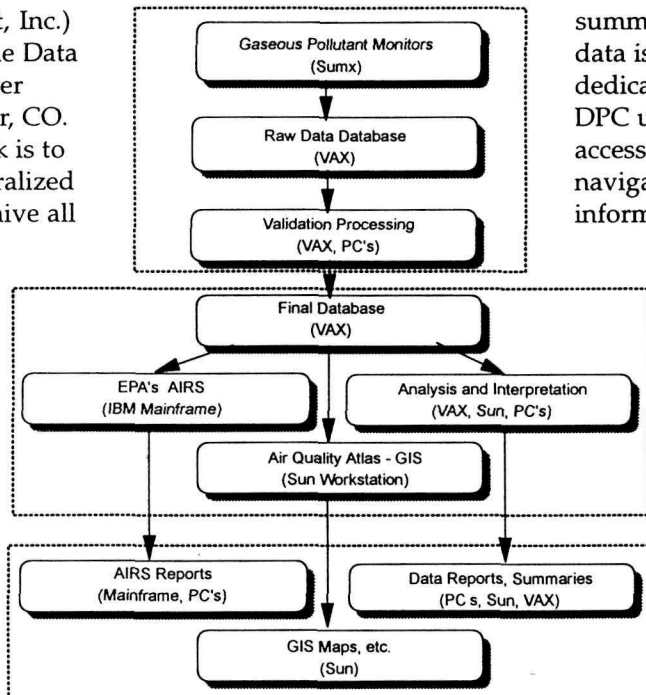 t, Inc.)
e Data
er
r, CO.
k is to
ralized
nive all
Gaseous Pollutant Monitors
(Sumx)
Raw Data Database
(VAX)
Validation Processing
(VAX, PC's)
summ
data is
dedica
DPC u
access
naviga
inform
Final Database
(VAX)
EPA's AIRS
(IBM Mainframe)
Analysis and Interpretation
(VAX, Sun, PC's)
Air Quality Atlas - GIS
(Sun Workstation)
AIRS Reports
(Mainframe, PC's)
Data Reports, Summaries
(PC s, Sun, VAX)
GIS Maps, etc.
(Sun)